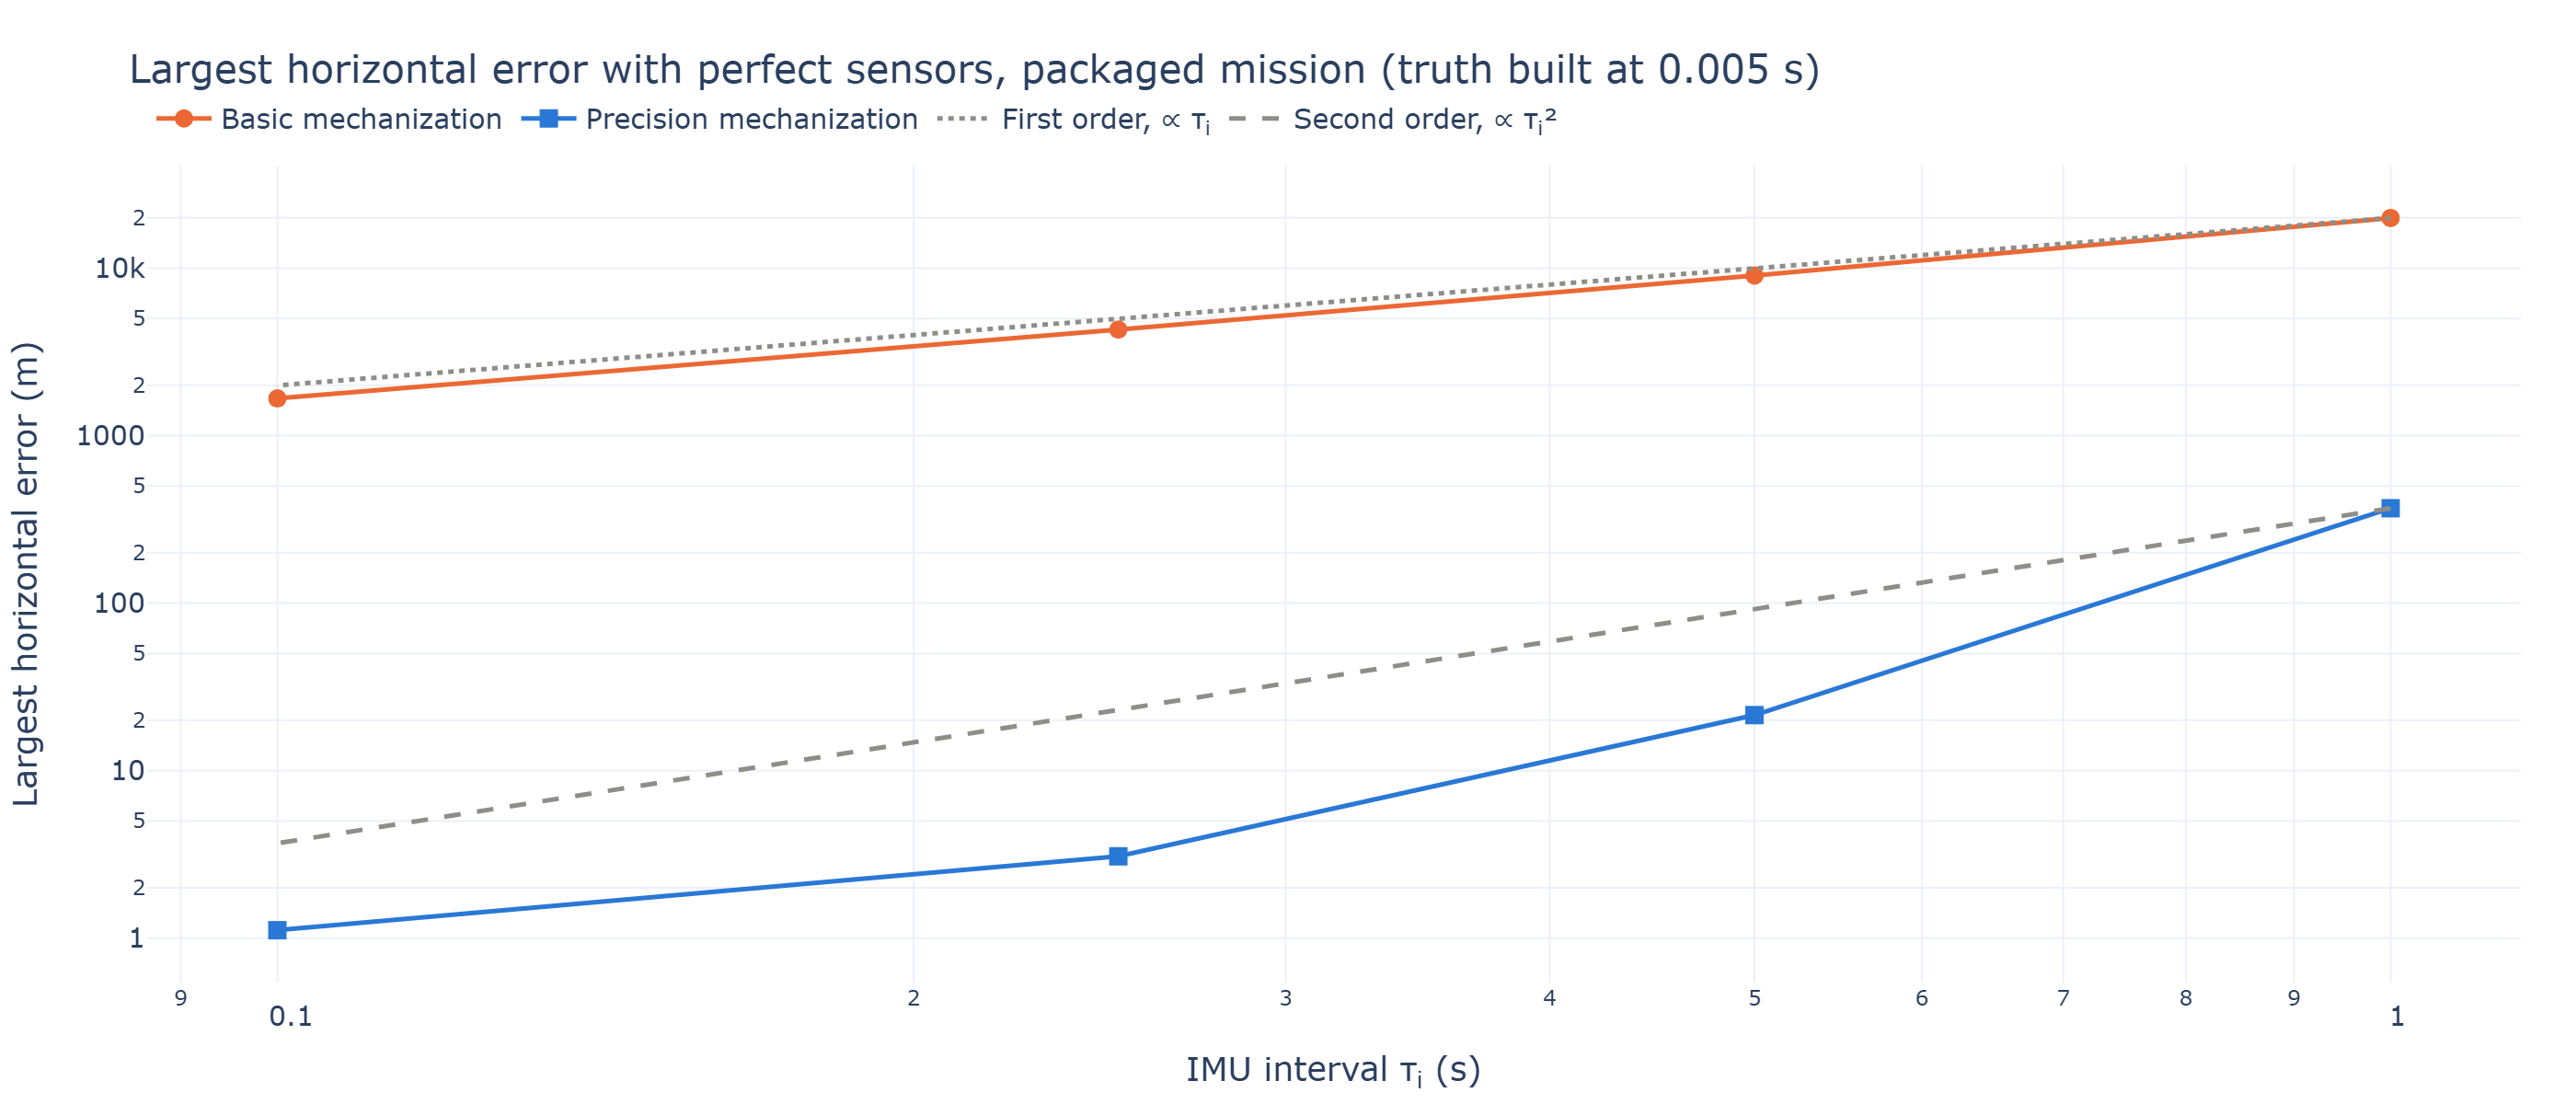 Largest horizontal error with perfect sensors, packaged mission (truth built at 0.005 s)
Basic mechanization Precision mechanization First order, ∝ τᵢ Second order, ∝ τᵢ²
Largest horizontal error (m)
2
10k
5
2
1000
5
2
100
5
2
10
5
2
1
9 2 3 4 5 6 7 8 9
0.1 1
IMU interval τᵢ (s)